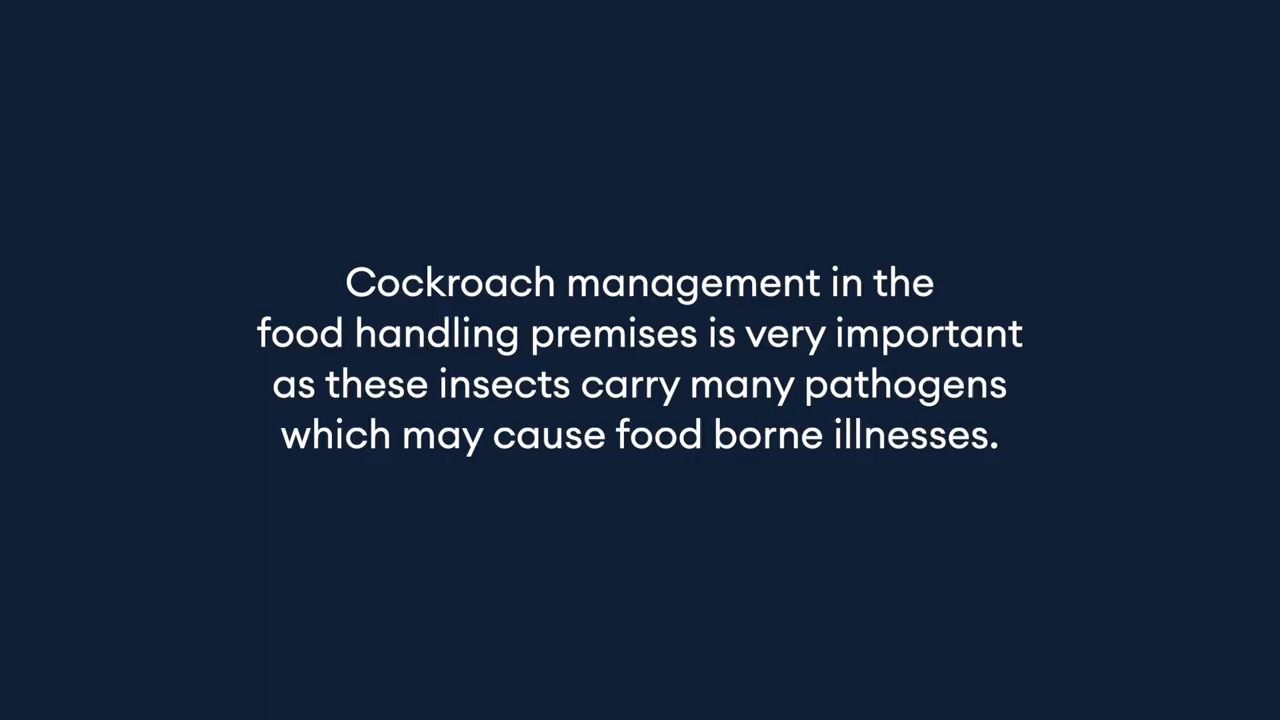 Cockroach management in the
food handling premises is very important
as these insects carry many pathogens
which may cause food borne illnesses.